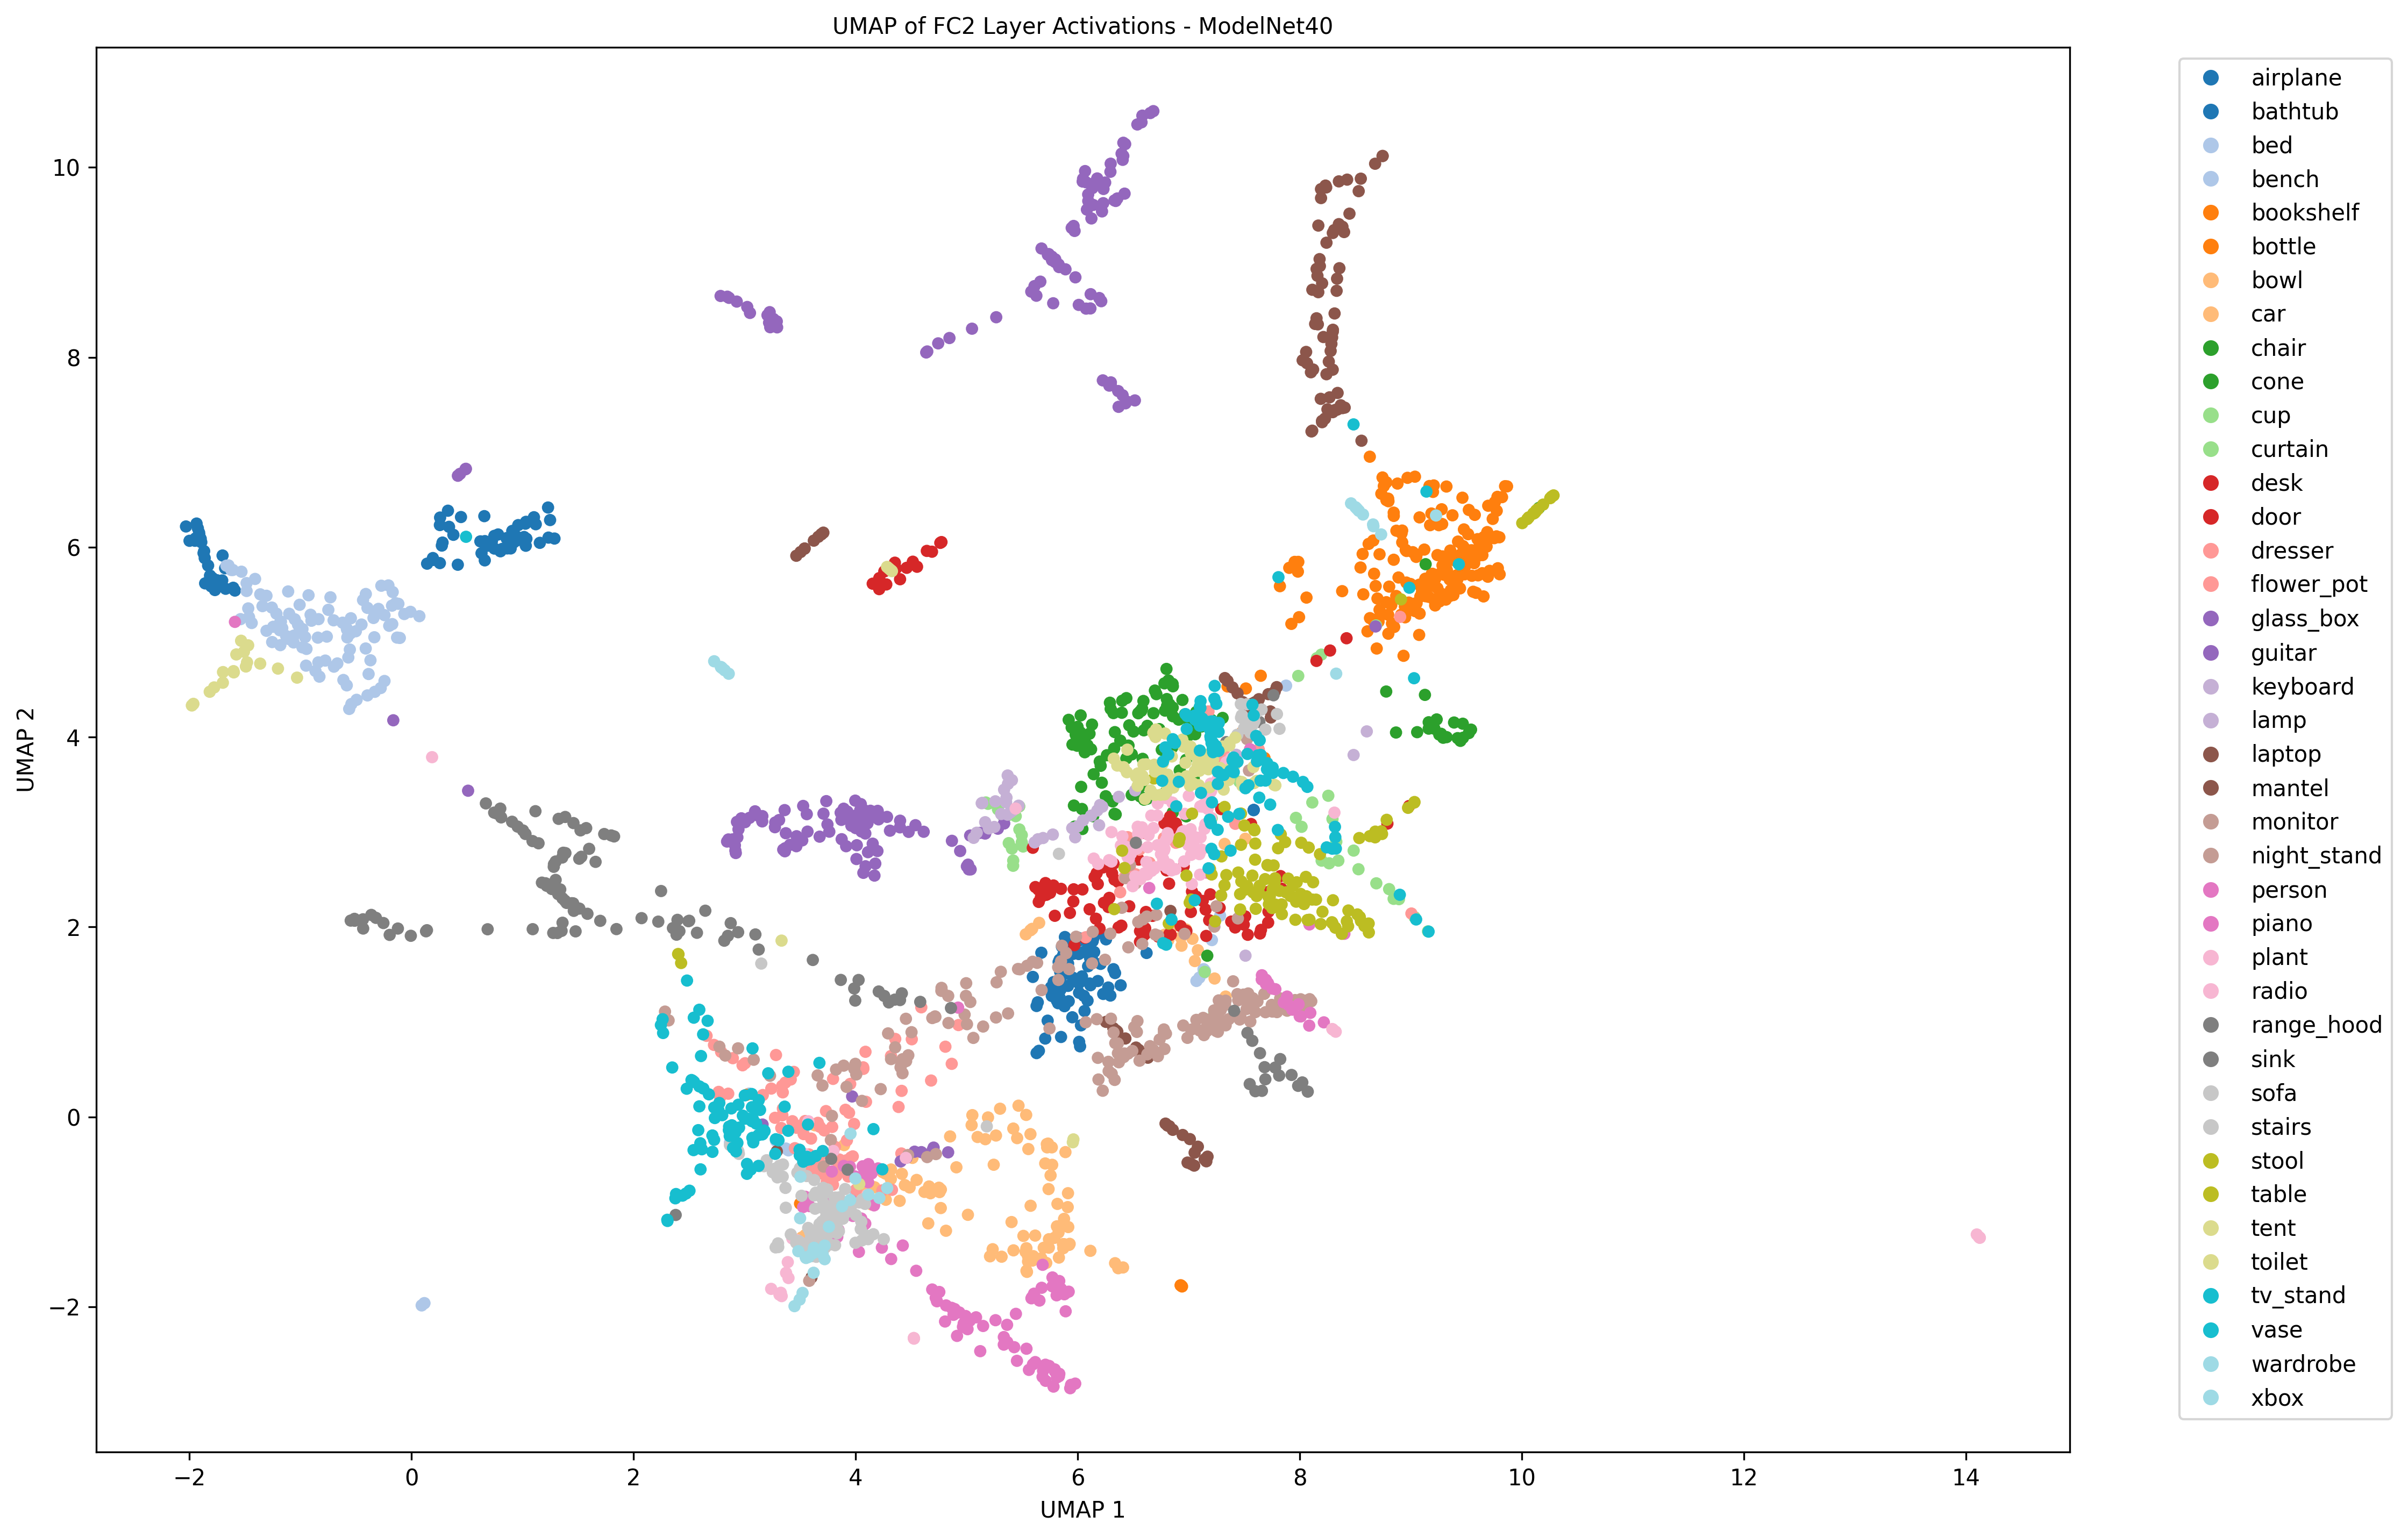 UMAP of FC2 Layer Activations - ModelNet40
UMAP 2
10
8
6
4
2
0
−2
−2
0
2
4
6
8
10
12
14
UMAP 1
airplane
bathtub
bed
bench
bookshelf
bottle
bowl
car
chair
cone
cup
curtain
desk
door
dresser
flower_pot
glass_box
guitar
keyboard
lamp
laptop
mantel
monitor
night_stand
person
piano
plant
radio
range_hood
sink
sofa
stairs
stool
table
tent
toilet
tv_stand
vase
wardrobe
xbox